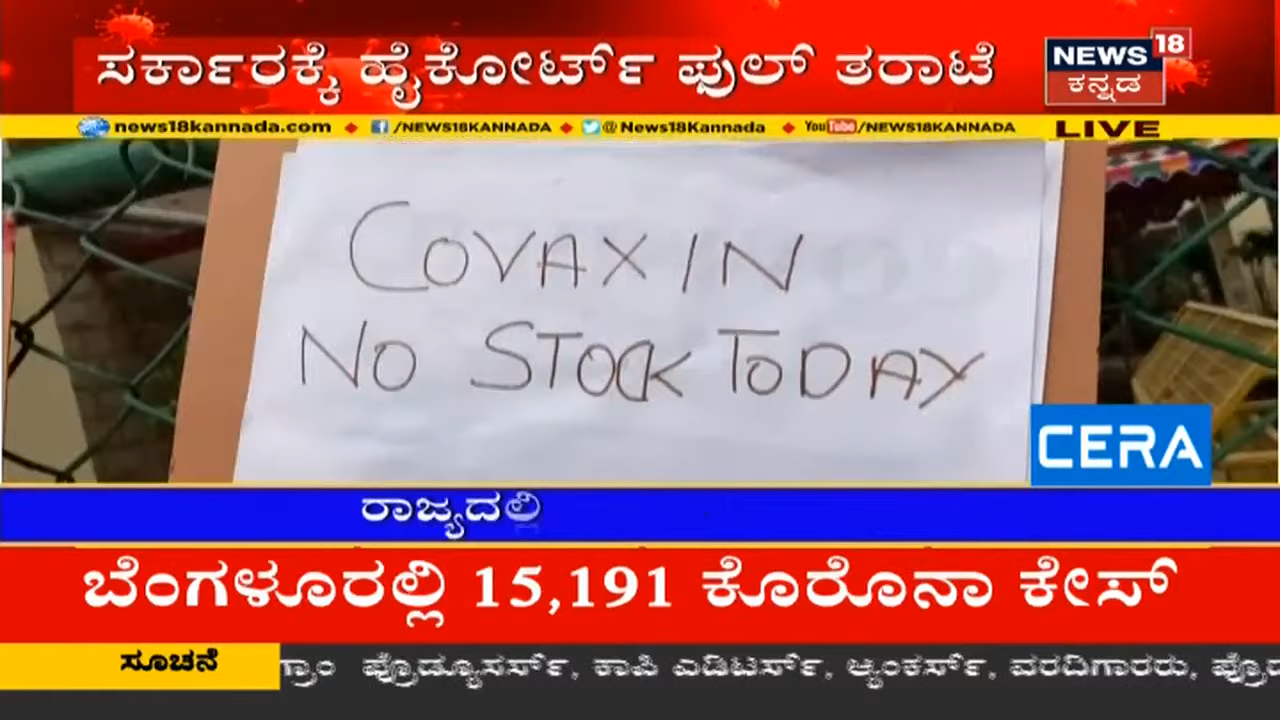 ಸರ್ಕಾರಕ್ಕೆ ಹೈಕೋರ್ಟ್ ಫುಲ್ ತರಾಟೆ
NEWS 18
ಕನ್ನಡ
news18kannada.com /NEWS18KANNADA @News18Kannada YouTube/NEWS18KANNADA
LIVE
COVAXIN
NO STOCK TODAY
CERA
ರಾಜ್ಯದಲ್ಲಿ
ಬೆಂಗಳೂರಲ್ಲಿ 15,191 ಕೊರೊನಾ ಕೇಸ್
ಸೂಚನೆ
ಗ್ರಾಂ ಪ್ರೊಡ್ಯೂಸರ್ಸ್, ಕಾಪಿ ಎಡಿಟರ್ಸ್, ಆ್ಯಂಕರ್ಸ್, ವರದಿಗಾರರು,